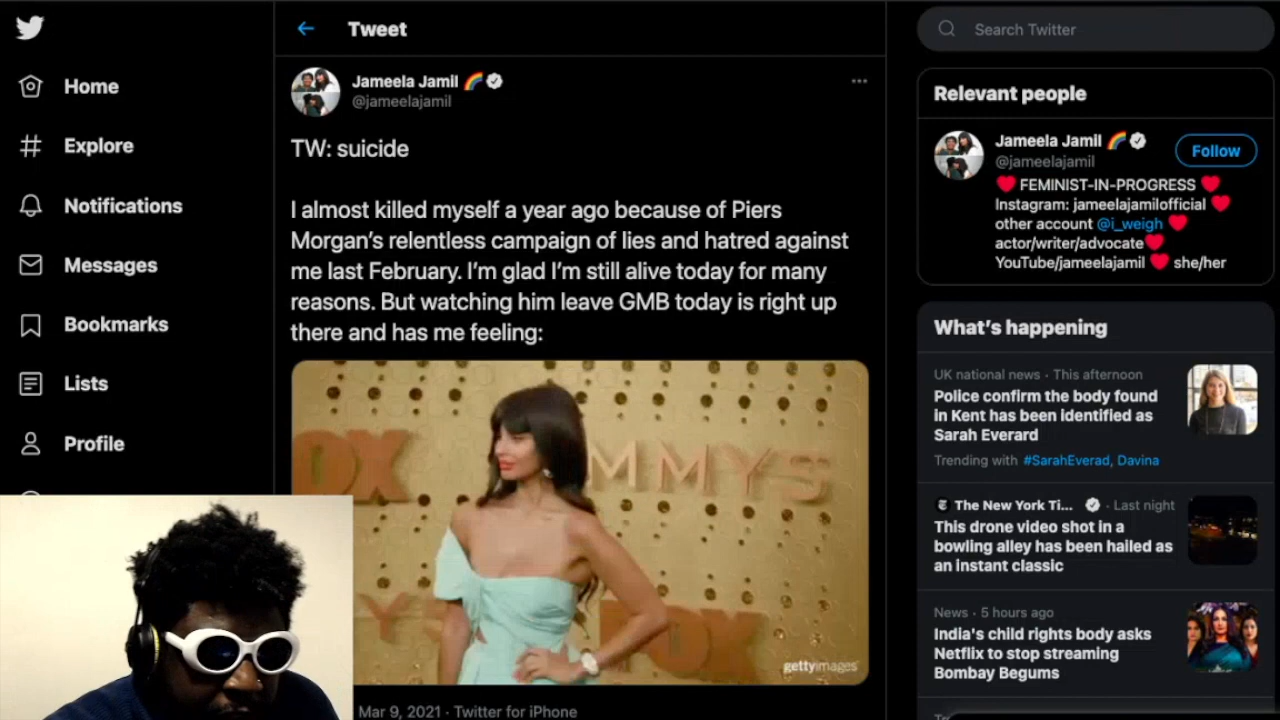 Home
Explore
Notifications
Messages
Bookmarks
Lists
Profile
Tweet
Jameela Jamil 🌈
@jameelajamil
TW: suicide
I almost killed myself a year ago because of Piers
Morgan’s relentless campaign of lies and hatred against
me last February. I’m glad I’m still alive today for many
reasons. But watching him leave GMB today is right up
there and has me feeling:
FOX
EMMYS
FOX
gettyimages®
Mar 9, 2021 · Twitter for iPhone
Search Twitter
Relevant people
Jameela Jamil 🌈
@jameelajamil
Follow
❤️ FEMINIST-IN-PROGRESS ❤️
Instagram: jameelajamilofficial ❤️
other account @i_weigh ❤️
actor/writer/advocate❤️
YouTube/jameelajamil ❤️ she/her
What’s happening
UK national news · This afternoon
Police confirm the body found
in Kent has been identified as
Sarah Everard
Trending with #SarahEverad, Davina
The New York Ti... · Last night
This drone video shot in a
bowling alley has been hailed as
an instant classic
News · 5 hours ago
India's child rights body asks
Netflix to stop streaming
Bombay Begums